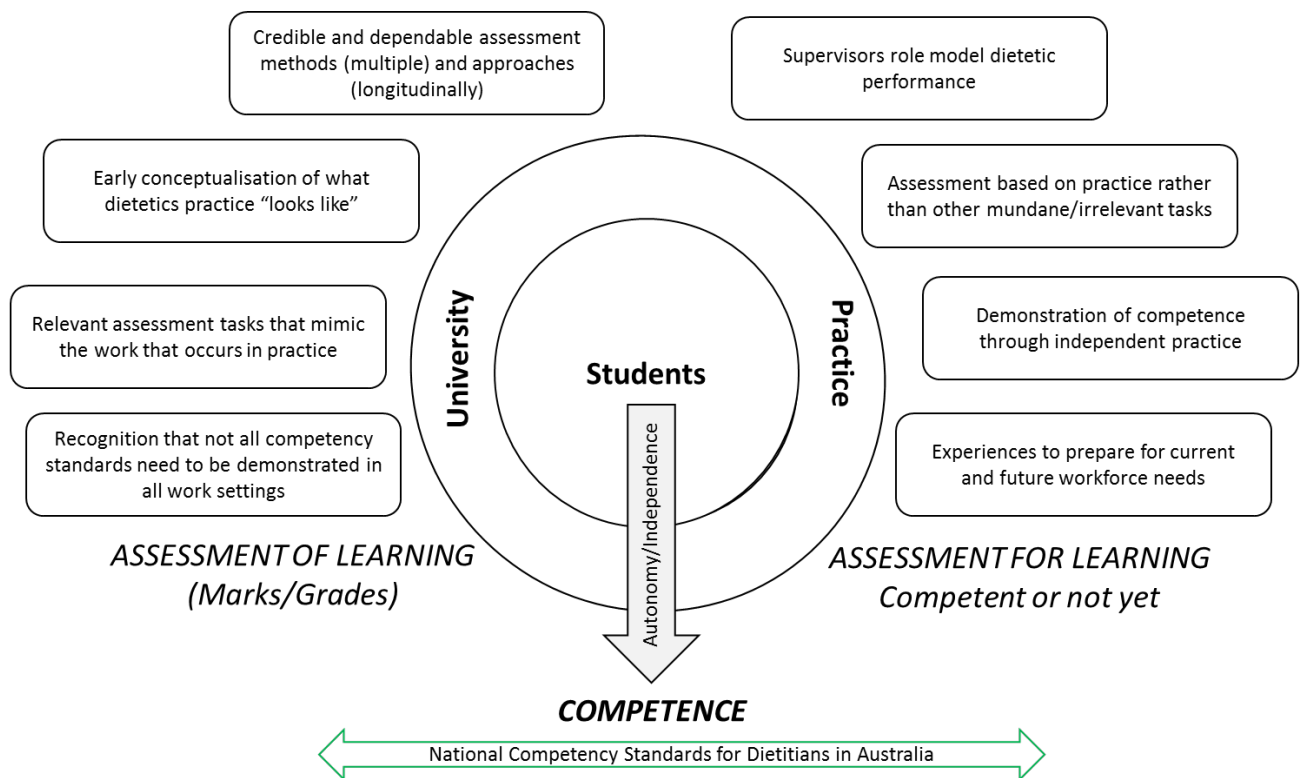 Credible and dependable assessment
methods (multiple) and approaches
(longitudinally)
Supervisors role model dietetic
performance
Early conceptualisation of what
dietetics practice “looks like”
Assessment based on practice rather
than other mundane/irrelevant tasks
Relevant assessment tasks that mimic
the work that occurs in practice
Demonstration of competence
through independent practice
Recognition that not all competency
standards need to be demonstrated in
all work settings
Experiences to prepare for current
and future workforce needs
University
Students
Practice
Autonomy/Independence
ASSESSMENT OF LEARNING
(Marks/Grades)
ASSESSMENT FOR LEARNING
Competent or not yet
COMPETENCE
National Competency Standards for Dietitians in Australia